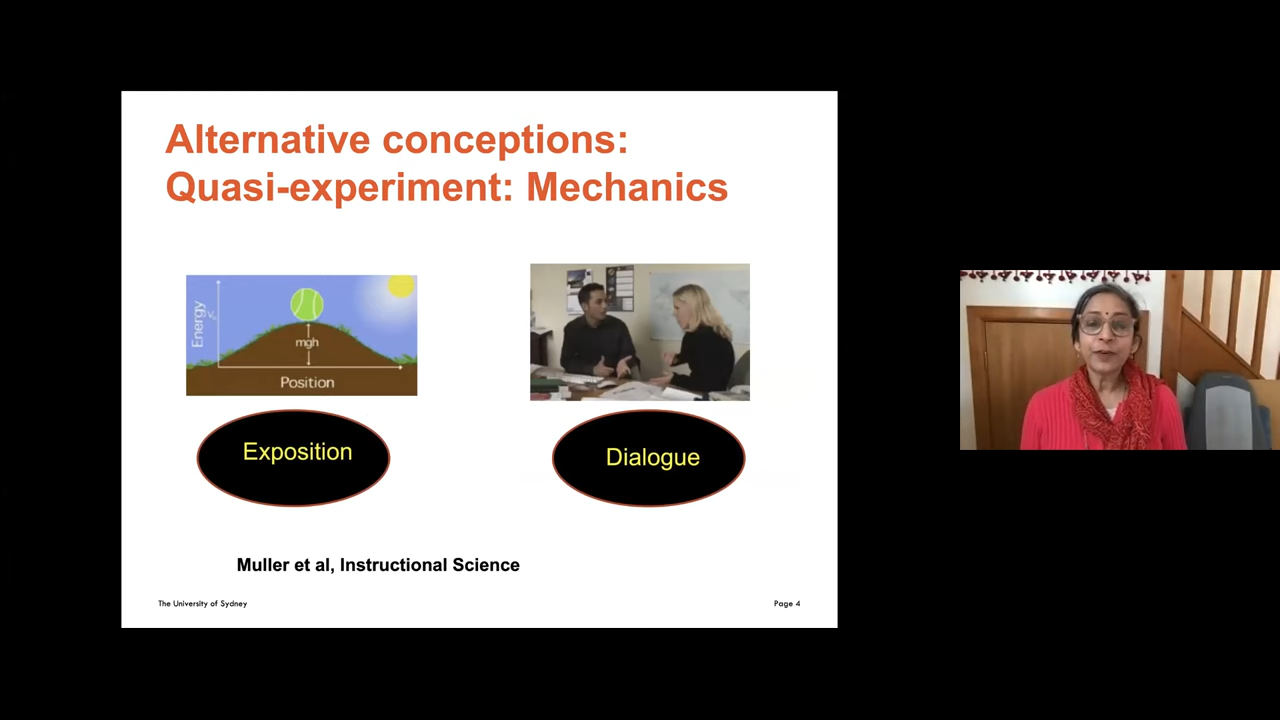 Alternative conceptions:
Quasi-experiment: Mechanics
Energy
mgh
Position
Exposition
Dialogue
Muller et al, Instructional Science
The University of Sydney
Page 4